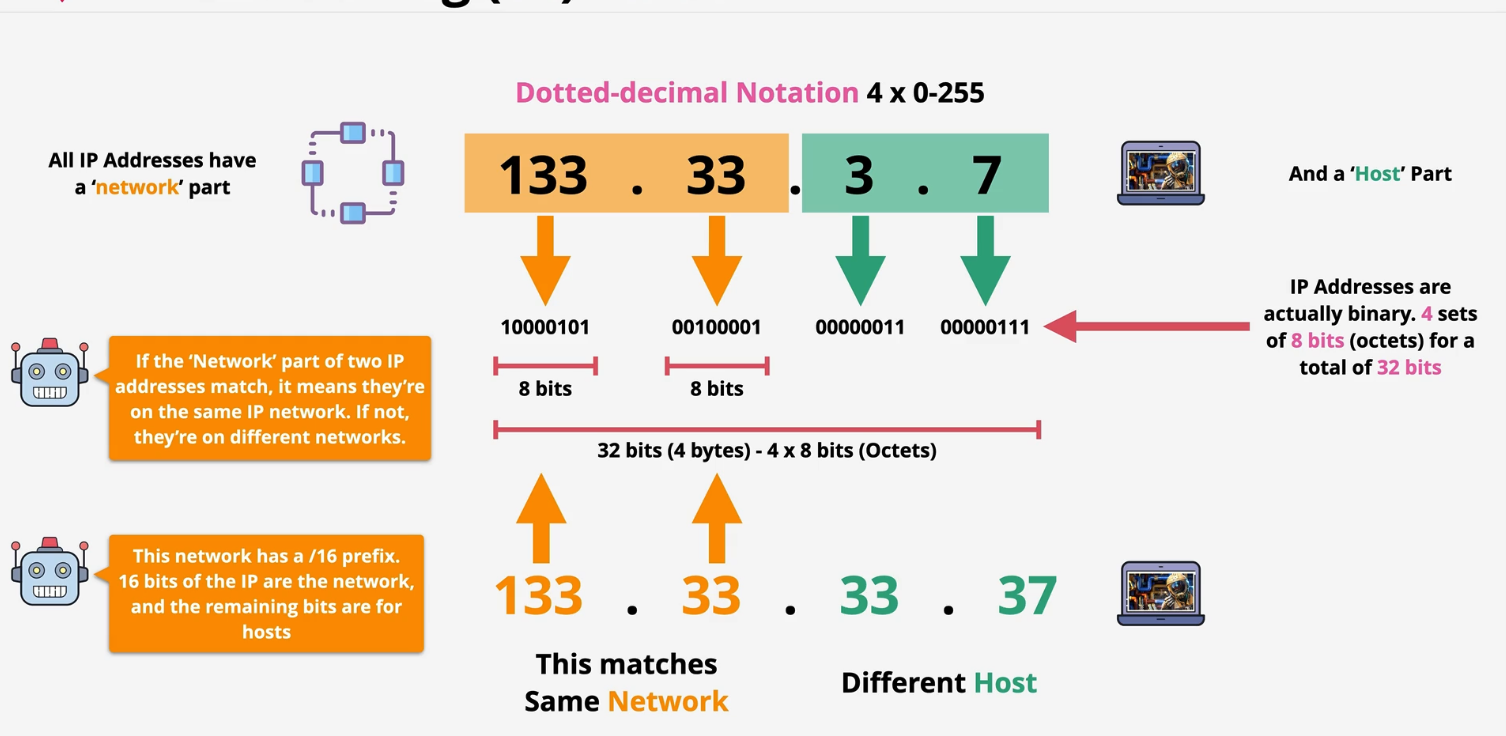 Dotted-decimal Notation 4 x 0-255
All IP Addresses have
a ‘network’ part
133 . 33 . 3 . 7
And a ‘Host’ Part
10000101 00100001 00000011 00000111
IP Addresses are
actually binary. 4 sets
of 8 bits (octets) for a
total of 32 bits
8 bits 8 bits
If the ‘Network’ part of two IP
addresses match, it means they’re
on the same IP network. If not,
they’re on different networks.
32 bits (4 bytes) - 4 x 8 bits (Octets)
This network has a /16 prefix.
16 bits of the IP are the network,
and the remaining bits are for
hosts
133 . 33 . 33 . 37
This matches
Same Network
Different Host